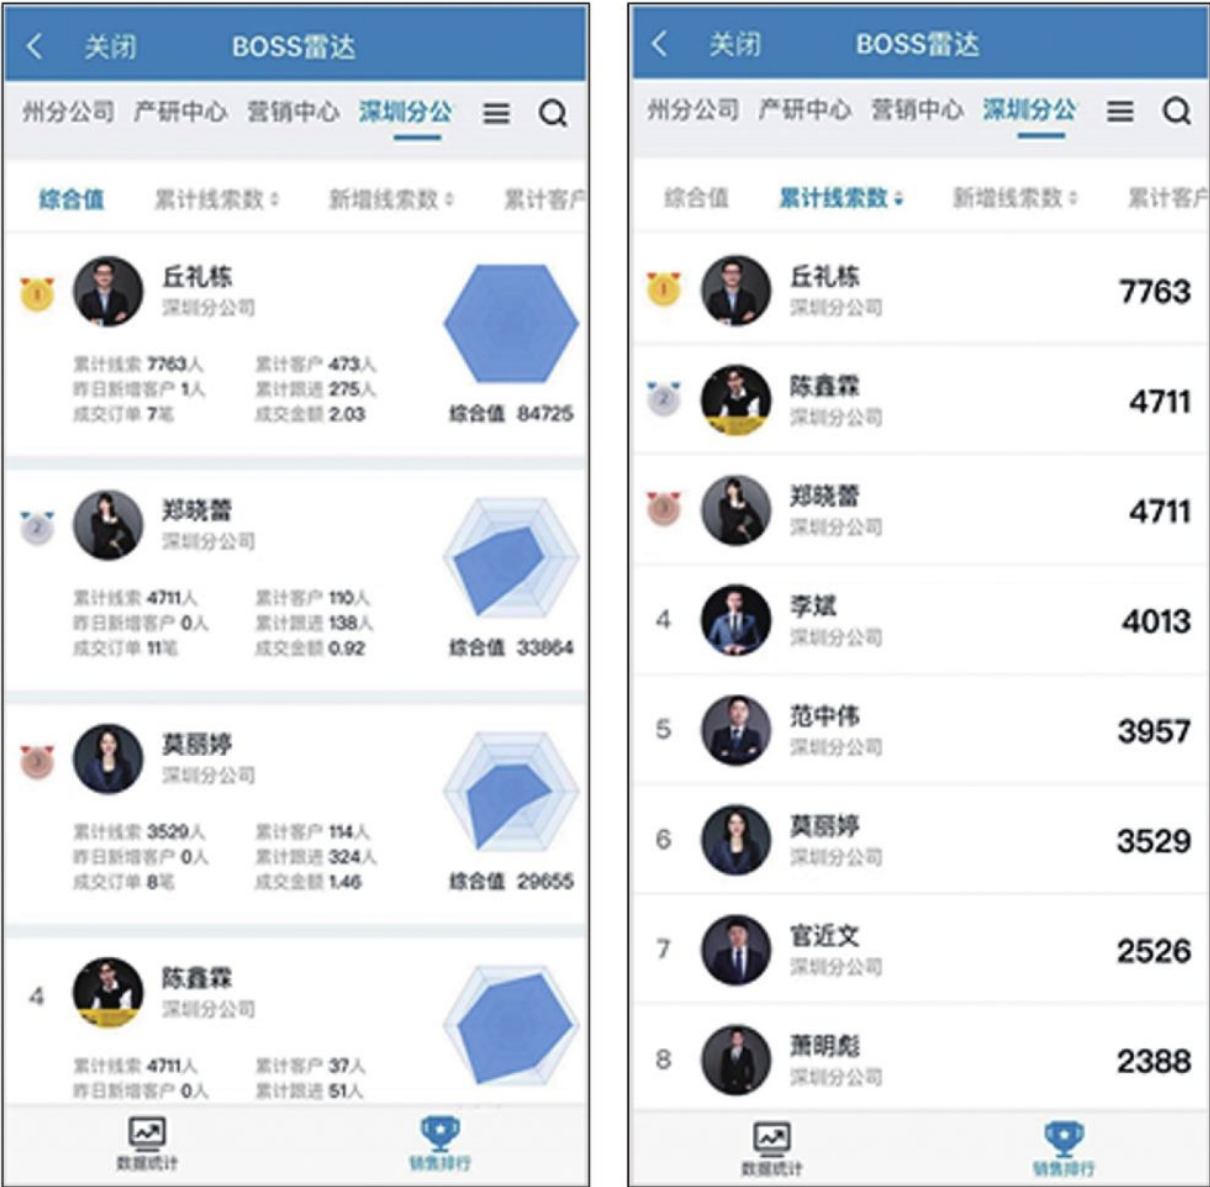 关闭 BOSS雷达
州分公司 产研中心 营销中心 深圳分公
综合值 累计线索数 新增线索数 累计客户
1
丘礼栋
深圳分公司
累计线索 7763人 累计客户 473人
昨日新增客户 1人 累计跟进 275人
成交订单 7笔 成交金额 2.03
综合值 84725
2
郑晓蕾
深圳分公司
累计线索 4711人 累计客户 110人
昨日新增客户 0人 累计跟进 138人
成交订单 11笔 成交金额 0.92
综合值 33864
3
莫丽婷
深圳分公司
累计线索 3529人 累计客户 114人
昨日新增客户 0人 累计跟进 324人
成交订单 8笔 成交金额 1.46
综合值 29655
4
陈鑫霖
深圳分公司
累计线索 4711人 累计客户 37人
昨日新增客户 0人 累计跟进 51人
数据统计 销售排行
关闭 BOSS雷达
州分公司 产研中心 营销中心 深圳分公
综合值 累计线索数 新增线索数 累计客户
1
丘礼栋
深圳分公司
7763
2
陈鑫霖
深圳分公司
4711
3
郑晓蕾
深圳分公司
4711
4
李斌
深圳分公司
4013
5
范中伟
深圳分公司
3957
6
莫丽婷
深圳分公司
3529
7
官近文
深圳分公司
2526
8
萧明彪
深圳分公司
2388
数据统计 销售排行